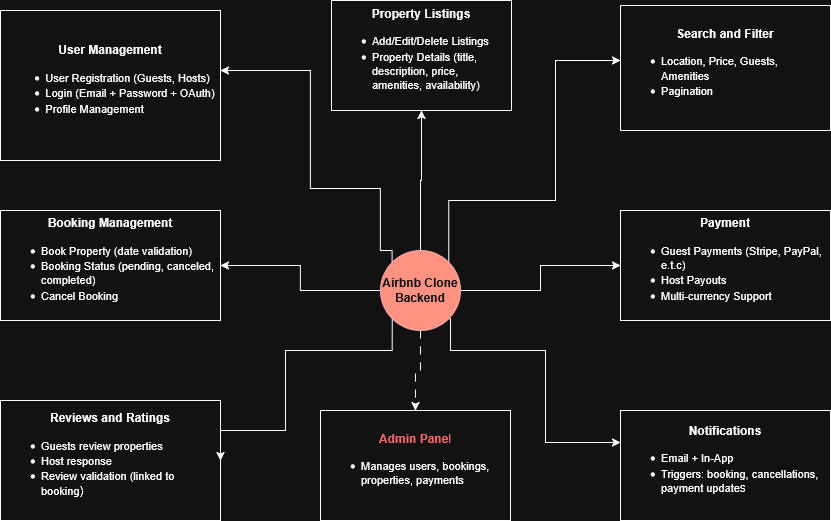 User Management
• User Registration (Guests, Hosts)
• Login (Email + Password + OAuth)
• Profile Management
Property Listings
• Add/Edit/Delete Listings
• Property Details (title,
description, price,
amenities, availability)
Search and Filter
• Location, Price, Guests,
Amenities
• Pagination
Booking Management
• Book Property (date validation)
• Booking Status (pending, canceled,
completed)
• Cancel Booking
Airbnb Clone
Backend
Payment
• Guest Payments (Stripe, PayPal,
e.t.c)
• Host Payouts
• Multi-currency Support
Reviews and Ratings
• Guests review properties
• Host response
• Review validation (linked to
booking)
Admin Panel
• Manages users, bookings,
properties, payments
Notifications
• Email + In-App
• Triggers: booking, cancellations,
payment updates